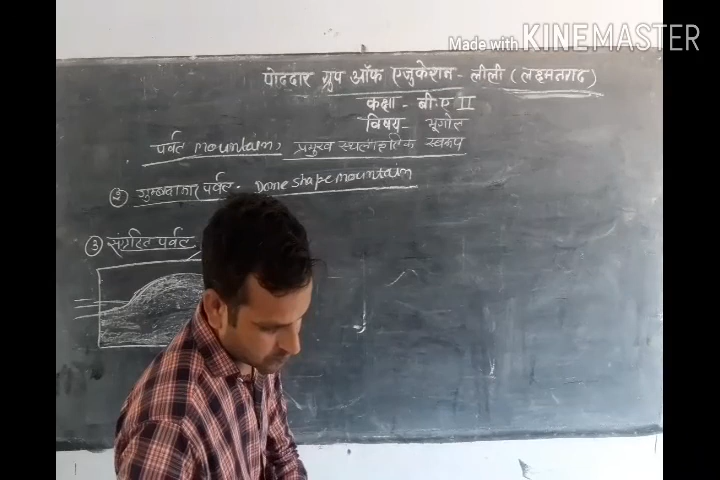 Made with KINEMASTER
पोददार ग्रुप ऑफ एजुकेशन - लीली (लक्ष्मणगढ)
कक्षा - बी.ए II
विषय भूगोल
पर्वत mountain, प्रमुख स्थलाकृतिक स्वरूप
② गुम्बदाकार पर्वत - Dome shape mountain
③ संग्रहित पर्वत